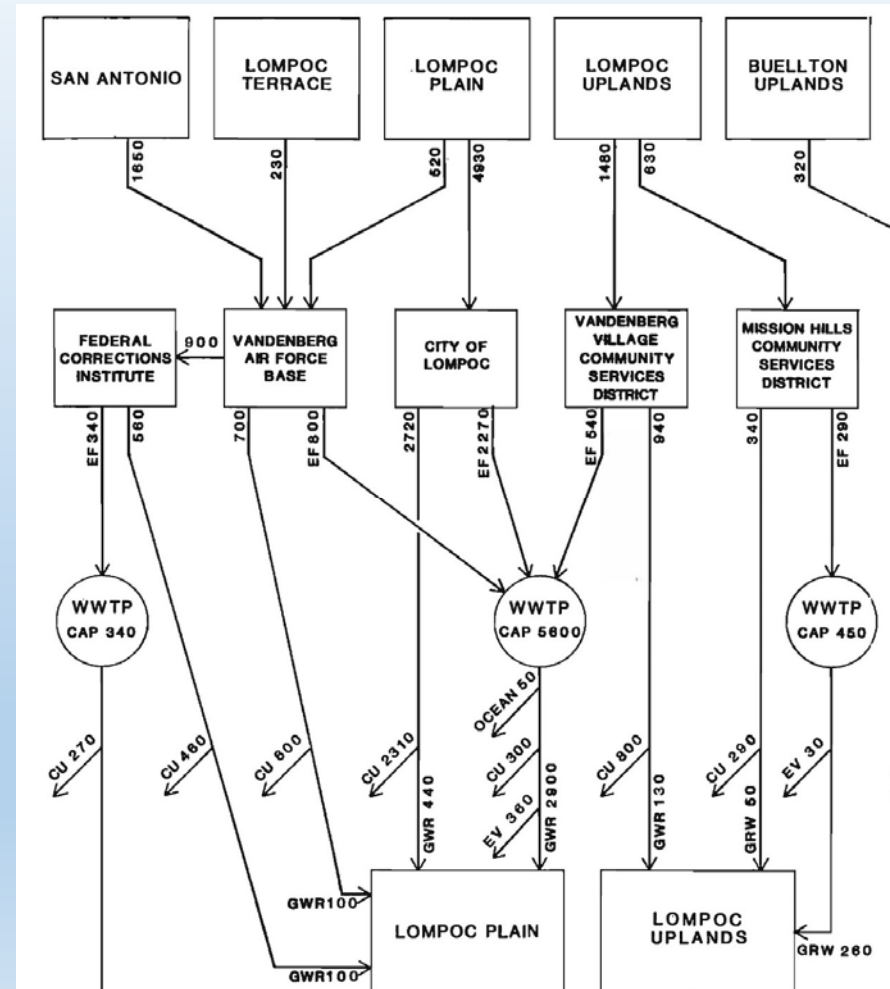 SAN ANTONIO
LOMPOC
TERRACE
LOMPOC
PLAIN
LOMPOC
UPLANDS
BUELLTON
UPLANDS
1650
230
520
4930
1480
630
320
FEDERAL
CORRECTIONS
INSTITUTE
900
VANDENBERG
AIR FORCE
BASE
CITY OF
LOMPOC
VANDENBERG
VILLAGE
COMMUNITY
SERVICES
DISTRICT
MISSION HILLS
COMMUNITY
SERVICES
DISTRICT
EF 340
560
700
EF 800
2720
EF 2270
EF 540
940
340
EF 290
WWTP
CAP 340
WWTP
CAP 5600
WWTP
CAP 450
OCEAN 50
CU 270
CU 460
CU 600
CU 2310
CU 300
CU 800
CU 290
EV 30
EV 360
GWR 440
GWR 2900
GWR 130
GRW 50
GWR100
LOMPOC PLAIN
LOMPOC
UPLANDS
GRW 260
GWR100